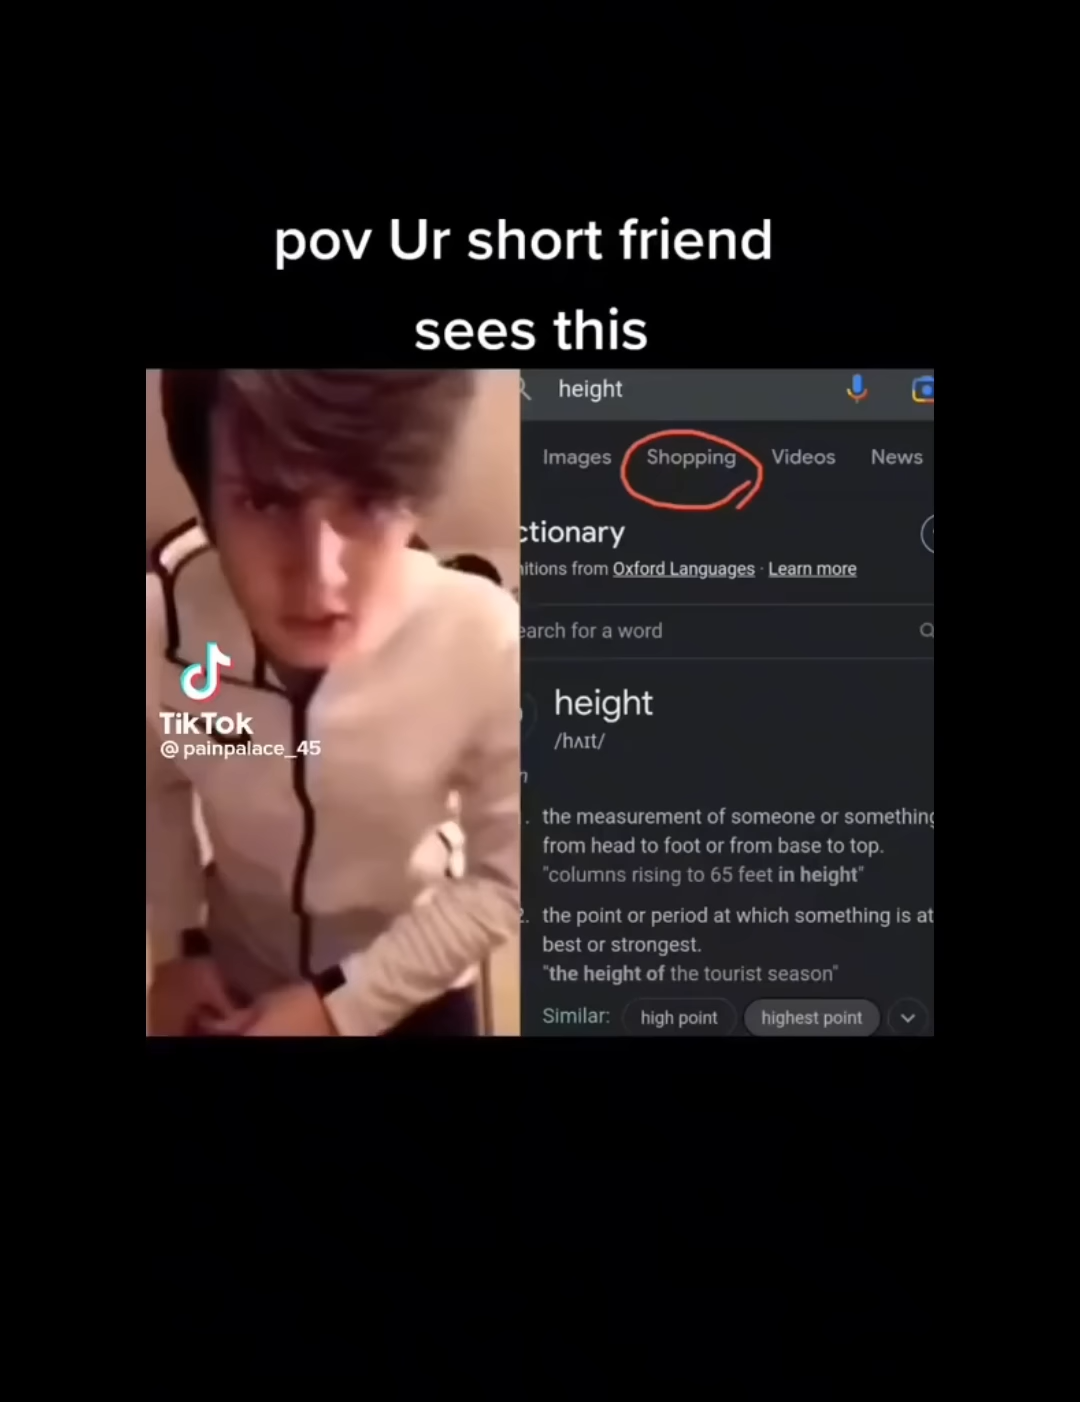 pov Ur short friend
sees this
height
Images Shopping Videos News
ctionary
itions from Oxford Languages · Learn more
earch for a word
height
/hʌɪt/
n
1. the measurement of someone or something
from head to foot or from base to top.
"columns rising to 65 feet in height"
2. the point or period at which something is at
best or strongest.
"the height of the tourist season"
Similar: high point highest point
TikTok
@painpalace_45